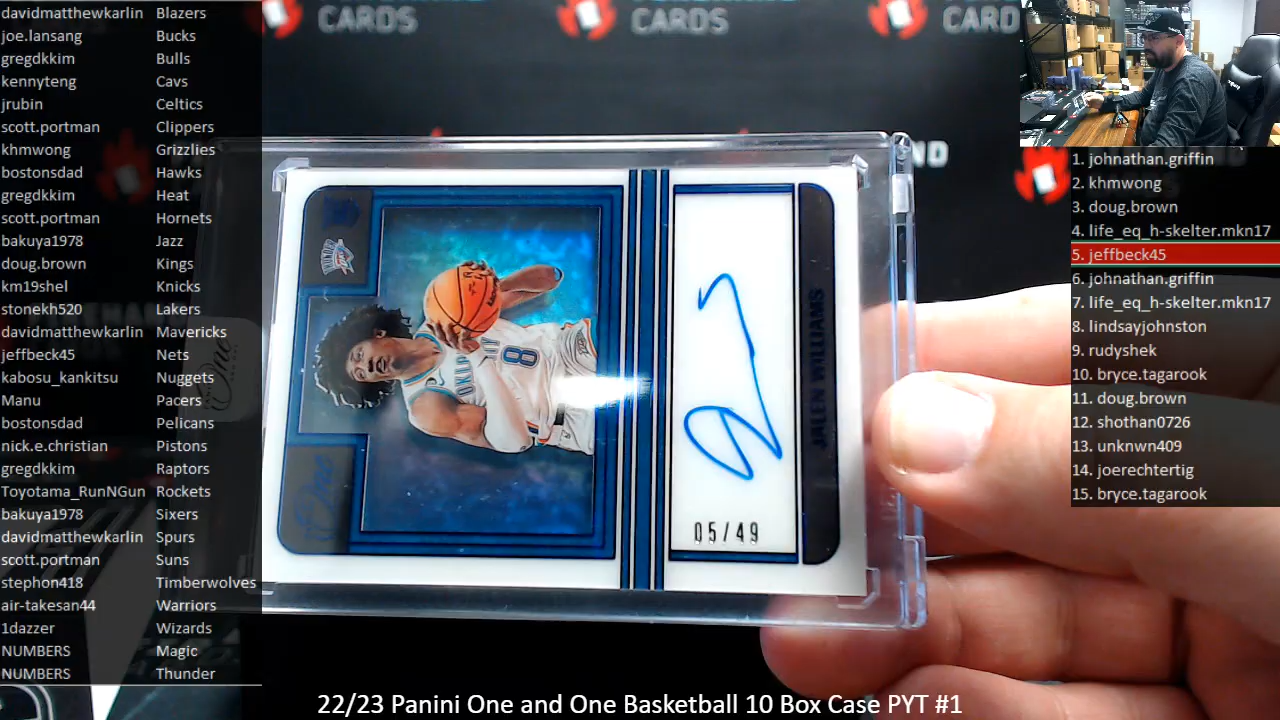 davidmatthewkarlin Blazers
joe.lansang Bucks
gregdkkim Bulls
kennyteng Cavs
jrubin Celtics
scott.portman Clippers
khmwong Grizzlies
bostonsdad Hawks
gregdkkim Heat
scott.portman Hornets
bakuya1978 Jazz
doug.brown Kings
km19shel Knicks
stonekh520 Lakers
davidmatthewkarlin Mavericks
jeffbeck45 Nets
kabosu_kankitsu Nuggets
Manu Pacers
bostonsdad Pelicans
nick.e.christian Pistons
gregdkkim Raptors
Toyotama_RunNGun Rockets
bakuya1978 Sixers
davidmatthewkarlin Spurs
scott.portman Suns
stephon418 Timberwolves
air-takesan44 Warriors
1dazzer Wizards
NUMBERS Magic
NUMBERS Thunder
CARDS
CARDS
CARD
ND
THUNDER
One
8
05/49
JALEN WILLIAMS
1. johnathan.griffin
2. khmwong
3. doug.brown
4. life_eq_h-skelter.mkn17
5. jeffbeck45
6. johnathan.griffin
7. life_eq_h-skelter.mkn17
8. lindsayjohnston
9. rudyshek
10. bryce.tagarook
11. doug.brown
12. shothan0726
13. unknwn409
14. joerechtertig
15. bryce.tagarook
22/23 Panini One and One Basketball 10 Box Case PYT #1